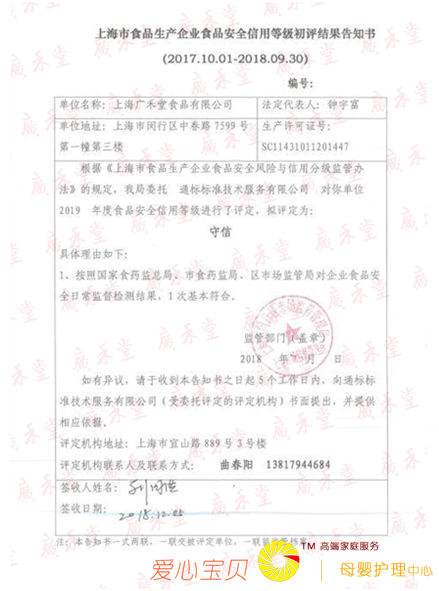 上海市食品生产企业食品安全信用等级初评结果告知书
(2017.10.01-2018.09.30)
编号：
单位名称：上海广禾堂食品有限公司
法定代表人：钟宇富
单位地址：上海市闵行区中春路 7599 号
第一幢第三楼
生产许可证号：
SC11431011201447
根据《上海市食品生产企业食品安全风险与信用分级监管办
法》的规定，我局委托 通标标准技术服务有限公司 对你单位
2019 年度食品安全信用等级进行了评定，拟评定为：
守信
具体理由如下：
1、按照国家食药监总局、市食药监局、区市场监管局对企业食品安
全日常监督检测结果，1 次基本符合。
监管部门（盖章）
2018 年 月 日
如有异议，请于收到本告知书之日起 5 个工作日内，向通标标
准技术服务有限公司（受委托评定的评定机构）书面提出，并提供
相应依据。
评定机构地址：上海市宜山路 889 号 3 号楼
评定机构联系人及联系方式： 曲春阳 13817944684
签收人姓名：
签收日期： 2018.12.05
注：本告知书一式两联，一联交被评定单位，一联
爱心宝贝
TM 高端家庭服务
母婴护理中心
廣禾堂